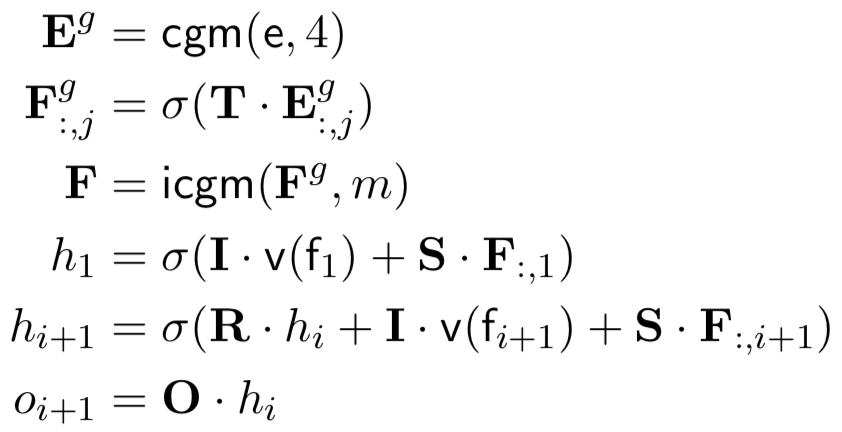 E^g = cgm(e, 4)
F^g_{:,j} = σ(T · E^g_{:,j})
F = icgm(F^g, m)
h_1 = σ(I · v(f_1) + S · F_{:,1})
h_{i+1} = σ(R · h_i + I · v(f_{i+1}) + S · F_{:,i+1})
o_{i+1} = O · h_i